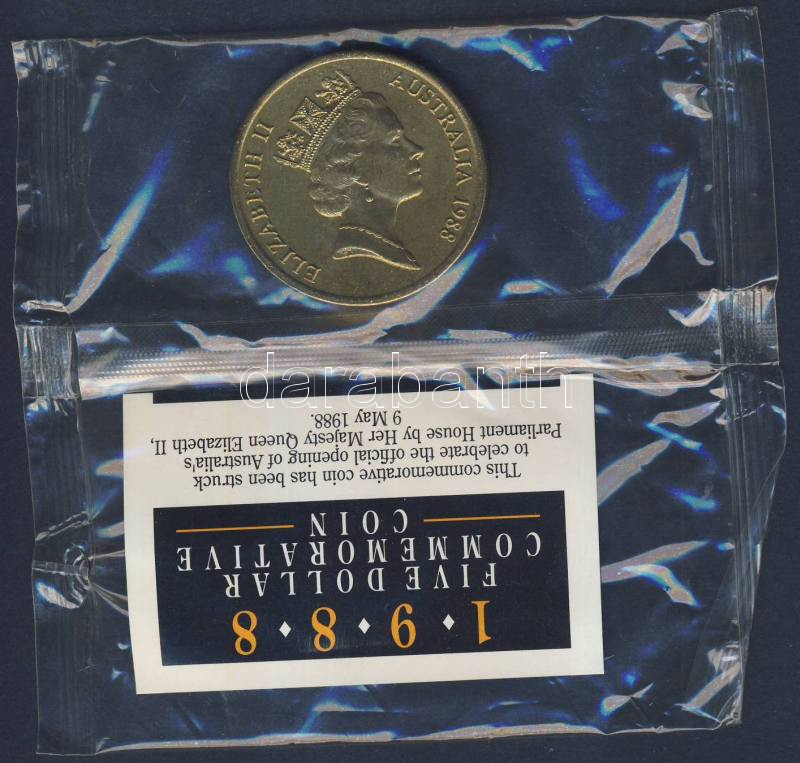 ELIZABETH II
AUSTRALIA 1988
darabanth
1·9·8·8
FIVE DOLLAR
COMMEMORATIVE
COIN
This commemorative coin has been struck
to celebrate the official opening of Australia's
Parliament House by Her Majesty Queen Elizabeth II,
9 May 1988.